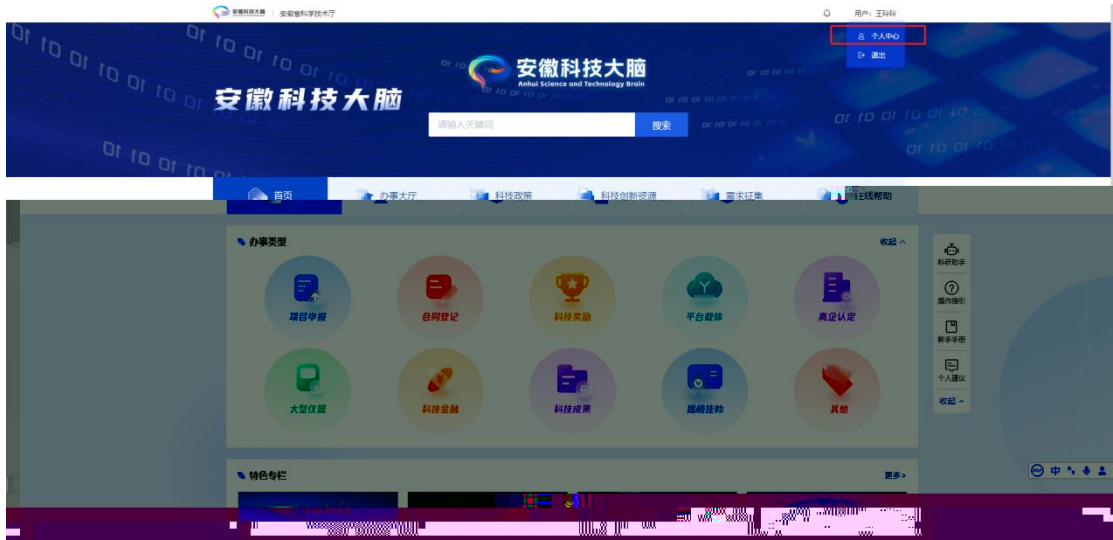 安徽科技大脑 安徽省科学技术厅 用户：王玲玲
个人中心
退出
安徽科技大脑
Anhui Science and Technology Brain
安徽科技大脑
请输入关键词 搜索
首页 办事大厅 科技政策 科技创新资源 需求征集 在线帮助
办事类型 收起
项目申报 合同登记 科技奖励 平台载体 高企认定
大型仪器 科技金融 科技成果 揭榜挂帅 其他
科研助手
操作指引
新手手册
个人建议
收起
特色专栏 更多>
中